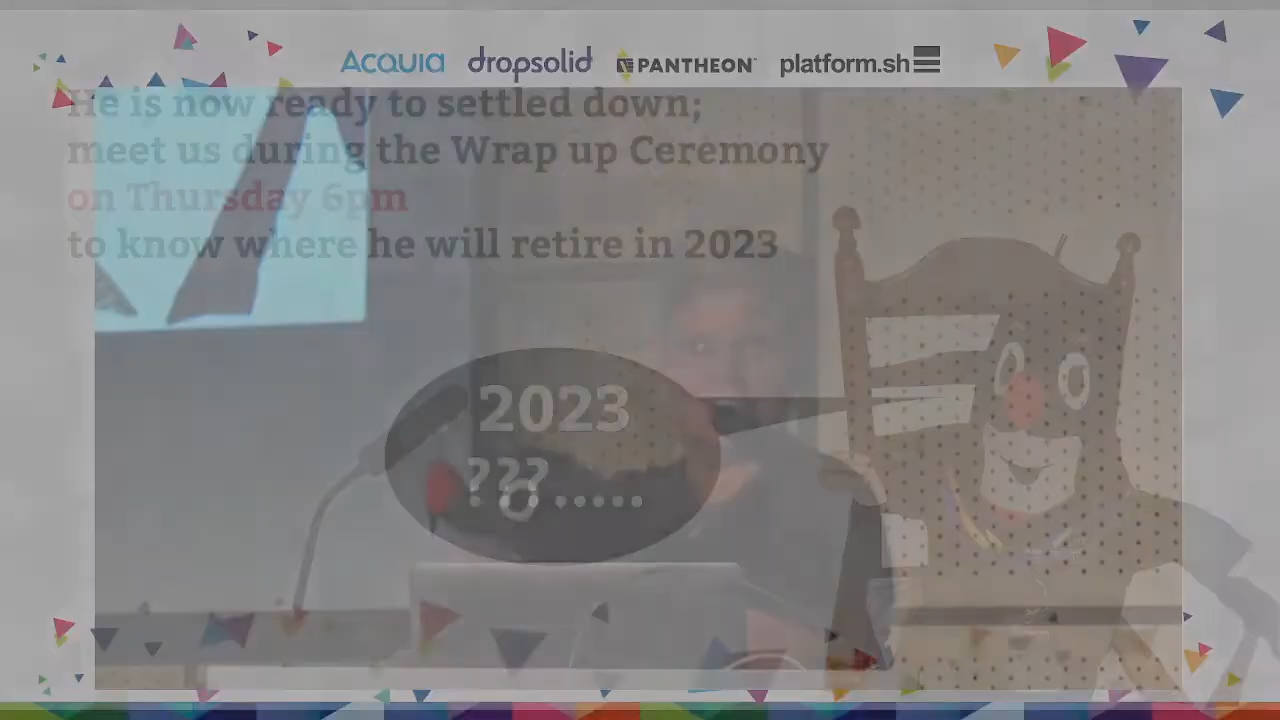 Acquia dropsolid PANTHEON platform.sh
He is now ready to settled down;
meet us during the Wrap up Ceremony
on Thursday 6pm
to know where he will retire in 2023
2023
???